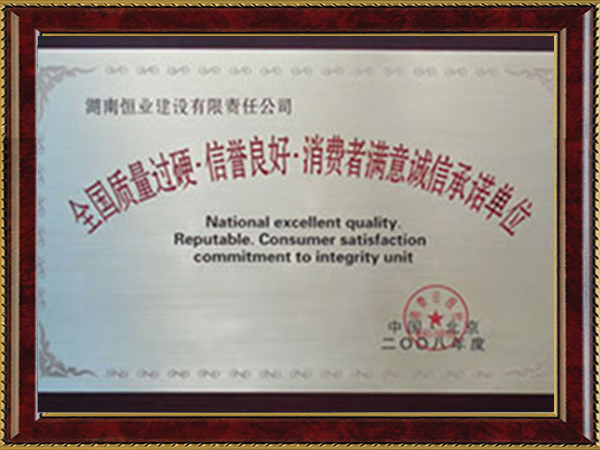 湖南恒业建设有限责任公司
全国质量过硬·信誉良好·消费者满意诚信承诺单位
National excellent quality.
Reputable. Consumer satisfaction
commitment to integrity unit
中国·北京
二〇〇八年度